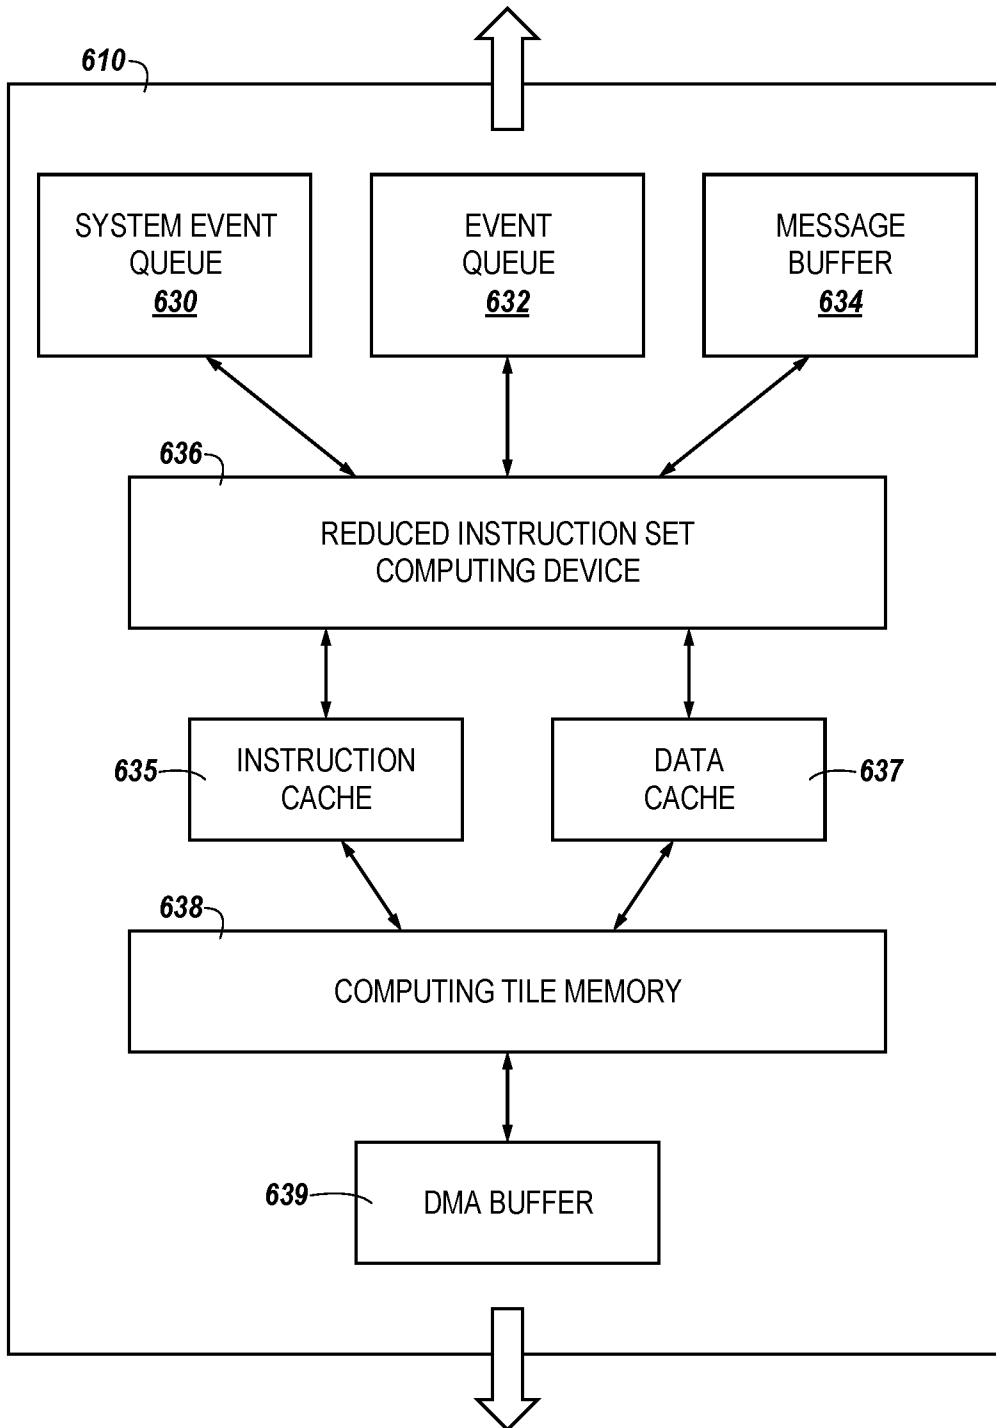 610
SYSTEM EVENT
QUEUE
630
EVENT
QUEUE
632
MESSAGE
BUFFER
634
636
REDUCED INSTRUCTION SET
COMPUTING DEVICE
635
INSTRUCTION
CACHE
DATA
CACHE
637
638
COMPUTING TILE MEMORY
639
DMA BUFFER